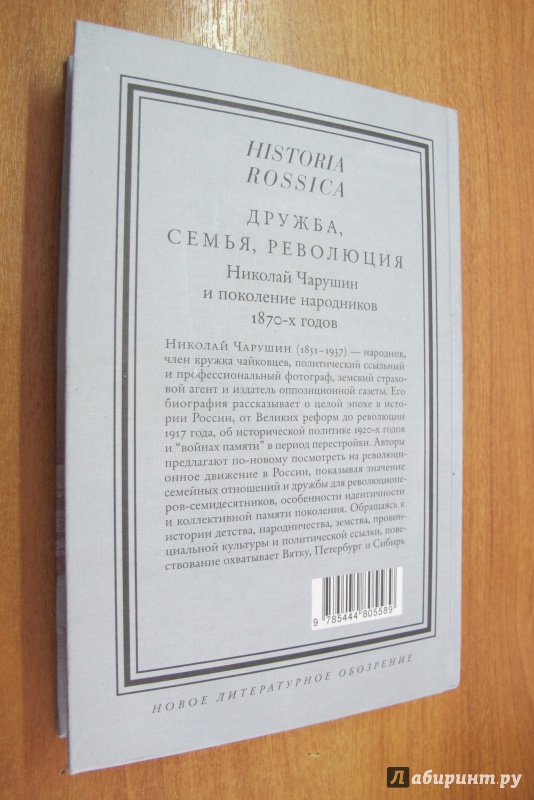 HISTORIA
ROSSICA
ДРУЖБА,
СЕМЬЯ, РЕВОЛЮЦИЯ
Николай Чарушин
и поколение народников
1870-х годов
Николай Чарушин (1851–1937) — народник,
член кружка чайковцев, политический ссыльный
и профессиональный фотограф, земский страхо-
вой агент и издатель оппозиционной газеты. Его
биография рассказывает о целой эпохе в исто-
рии России, от Великих реформ до революции
1917 года, об исторической политике 1920-х годов
и “войнах памяти” в период перестройки. Авторы
предлагают по-новому посмотреть на революци-
онное движение в России, показывая значение
семейных отношений и дружбы для революционе-
ров-семидесятников, особенности идентичности
и коллективной памяти поколения. Обращаясь к
истории детства, народничества, земства, провин-
циальной культуры и политической ссылки, пове-
ствование охватывает Вятку, Петербург и Сибирь
9 785444 805589
НОВОЕ ЛИТЕРАТУРНОЕ ОБОЗРЕНИЕ
Лабиринт.ру